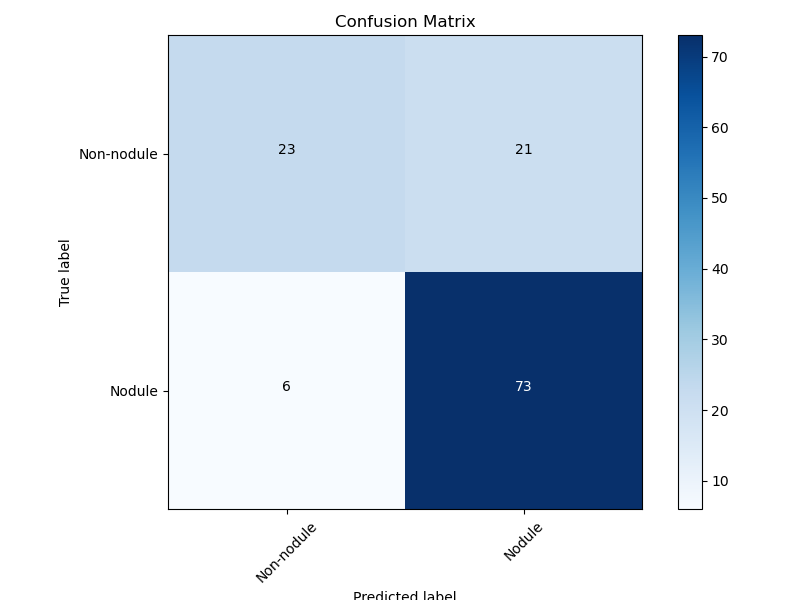 Confusion Matrix
Non-nodule
23
21
Nodule
6
73
True label
Non-nodule
Nodule
Predicted label
70
60
50
40
30
20
10